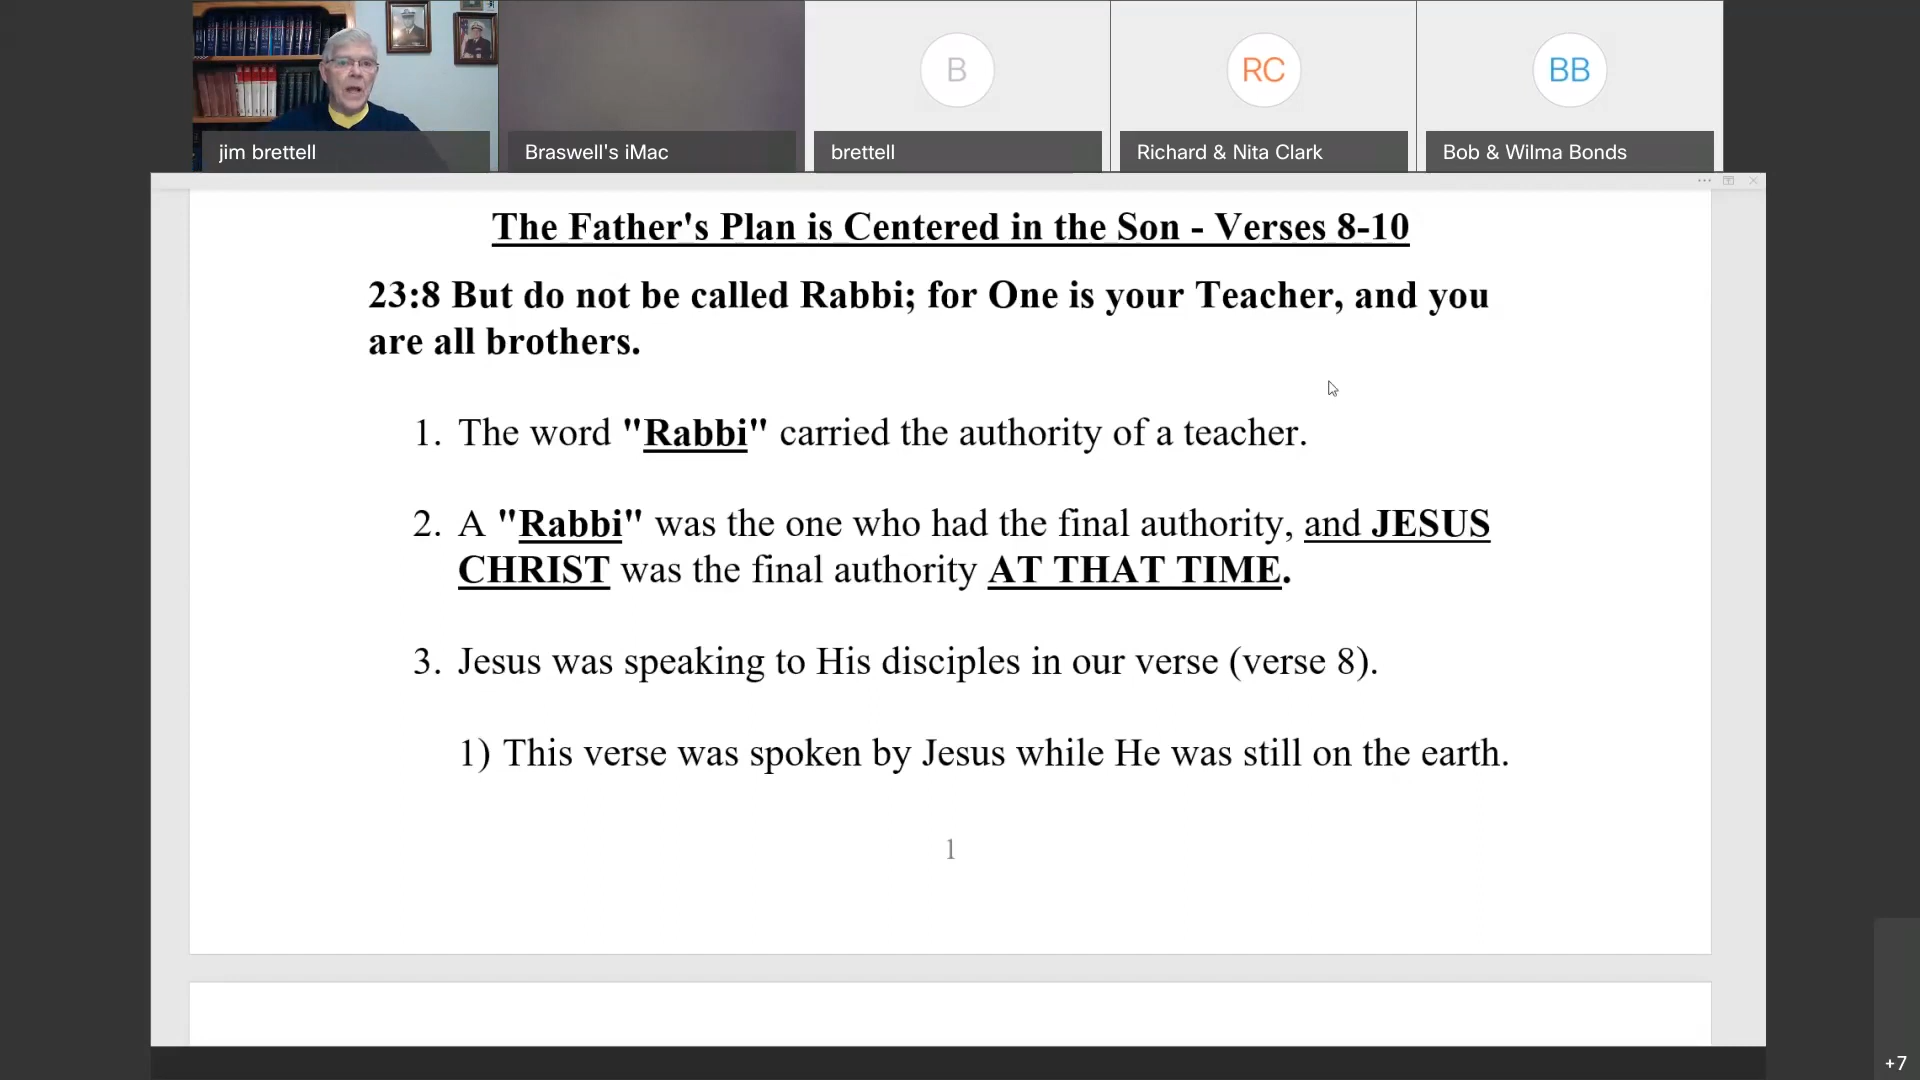 B
RC
BB
jim brettell
Braswell's iMac
brettell
Richard & Nita Clark
Bob & Wilma Bonds
The Father's Plan is Centered in the Son - Verses 8-10
23:8 But do not be called Rabbi; for One is your Teacher, and you
are all brothers.
1. The word "Rabbi" carried the authority of a teacher.
2. A "Rabbi" was the one who had the final authority, and JESUS
CHRIST was the final authority AT THAT TIME.
3. Jesus was speaking to His disciples in our verse (verse 8).
1) This verse was spoken by Jesus while He was still on the earth.
1
+7